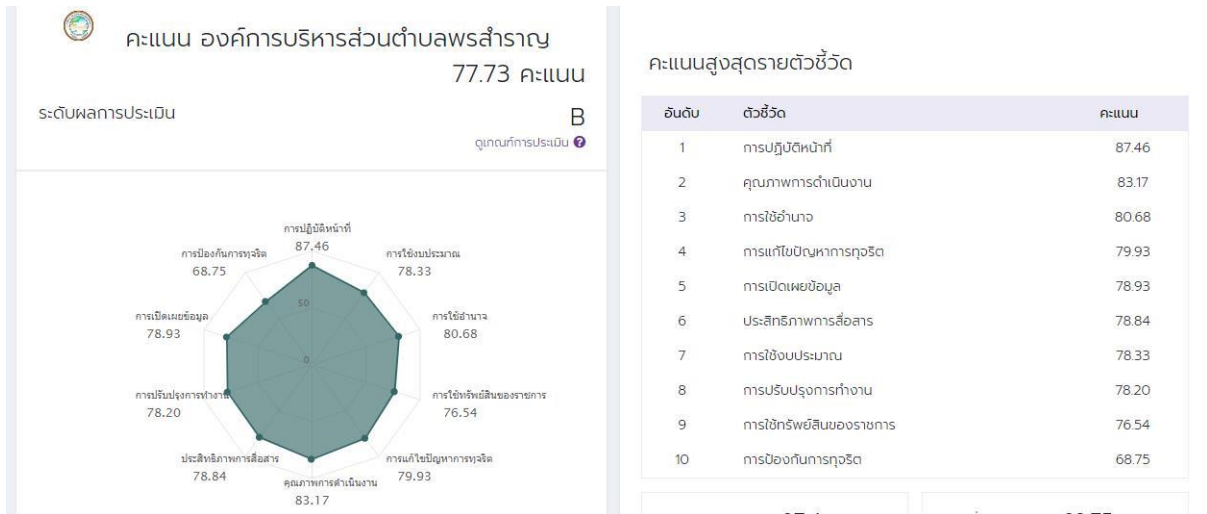 คะแนน องค์การบริหารส่วนตำบลพรสำราญ
77.73 คะแนน
ระดับผลการประเมิน
B
ดูเกณฑ์การประเมิน ?
การปฏิบัติหน้าที่
87.46
การป้องกันการทุจริต
68.75
การใช้งบประมาณ
78.33
50
การเปิดเผยข้อมูล
78.93
การใช้อำนาจ
80.68
0
การปรับปรุงการทำงาน
78.20
การใช้ทรัพย์สินของราชการ
76.54
ประสิทธิภาพการสื่อสาร
78.84
การแก้ไขปัญหาการทุจริต
79.93
คุณภาพการดำเนินงาน
83.17
คะแนนสูงสุดรายตัวชี้วัด
อันดับ ตัวชี้วัด คะแนน
1 การปฏิบัติหน้าที่ 87.46
2 คุณภาพการดำเนินงาน 83.17
3 การใช้อำนาจ 80.68
4 การแก้ไขปัญหาการทุจริต 79.93
5 การเปิดเผยข้อมูล 78.93
6 ประสิทธิภาพการสื่อสาร 78.84
7 การใช้งบประมาณ 78.33
8 การปรับปรุงการทำงาน 78.20
9 การใช้ทรัพย์สินของราชการ 76.54
10 การป้องกันการทุจริต 68.75